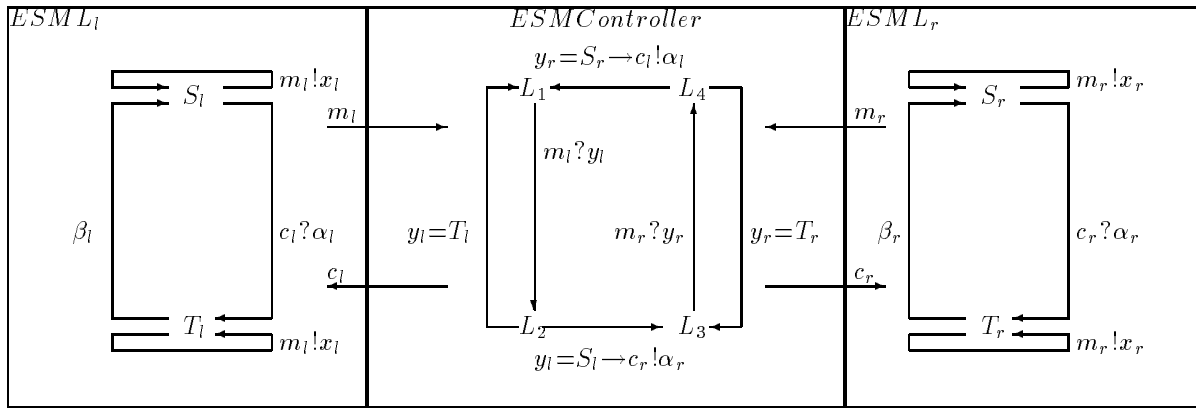 ESML_l ESMController ESML_r
y_r=S_r→c_l!α_l
m_l!x_l m_r!x_r
S_l L_1 L_4 S_r
m_l m_r
m_l?y_l
β_l c_l?α_l y_l=T_l m_r?y_r y_r=T_r β_r c_r?α_r
c_l c_r
T_l L_2 L_3 T_r
m_l!x_l m_r!x_r
y_l=S_l→c_r!α_r